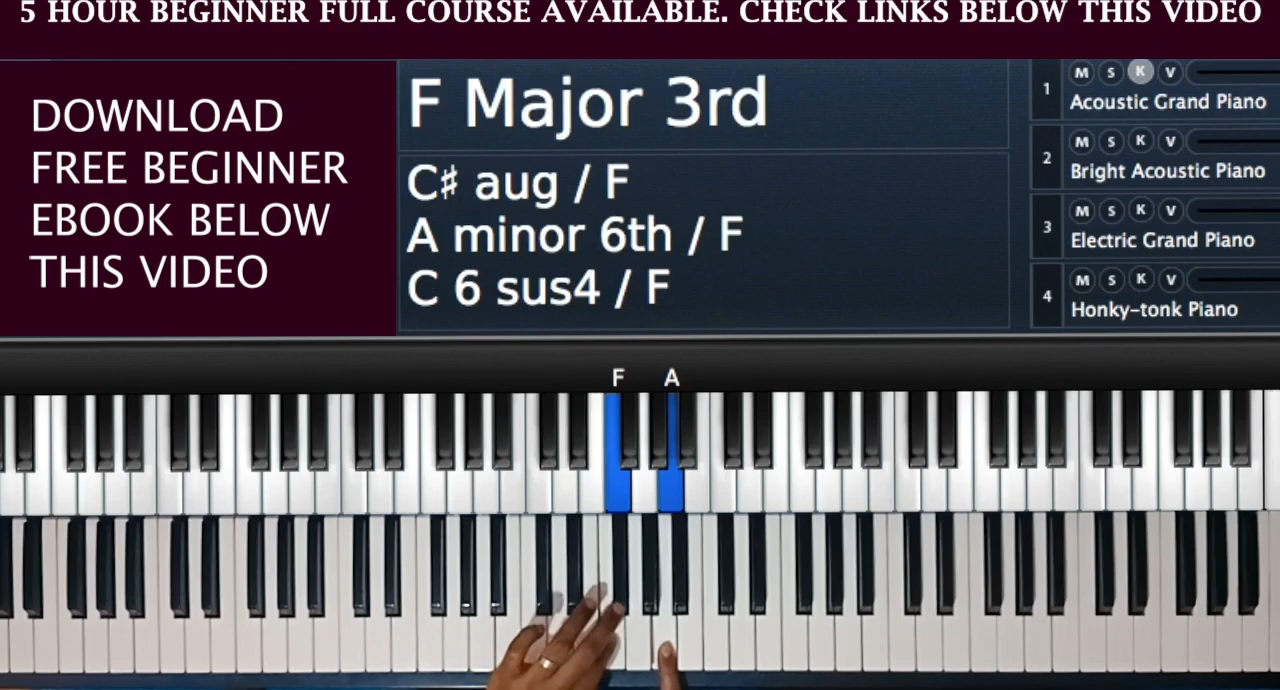 5 HOUR BEGINNER FULL COURSE AVAILABLE. CHECK LINKS BELOW THIS VIDEO
DOWNLOAD
FREE BEGINNER
EBOOK BELOW
THIS VIDEO
F Major 3rd
C♯ aug / F
A minor 6th / F
C 6 sus4 / F
1 M S K V
Acoustic Grand Piano
2 M S K V
Bright Acoustic Piano
3 M S K V
Electric Grand Piano
4 M S K V
Honky-tonk Piano
F A